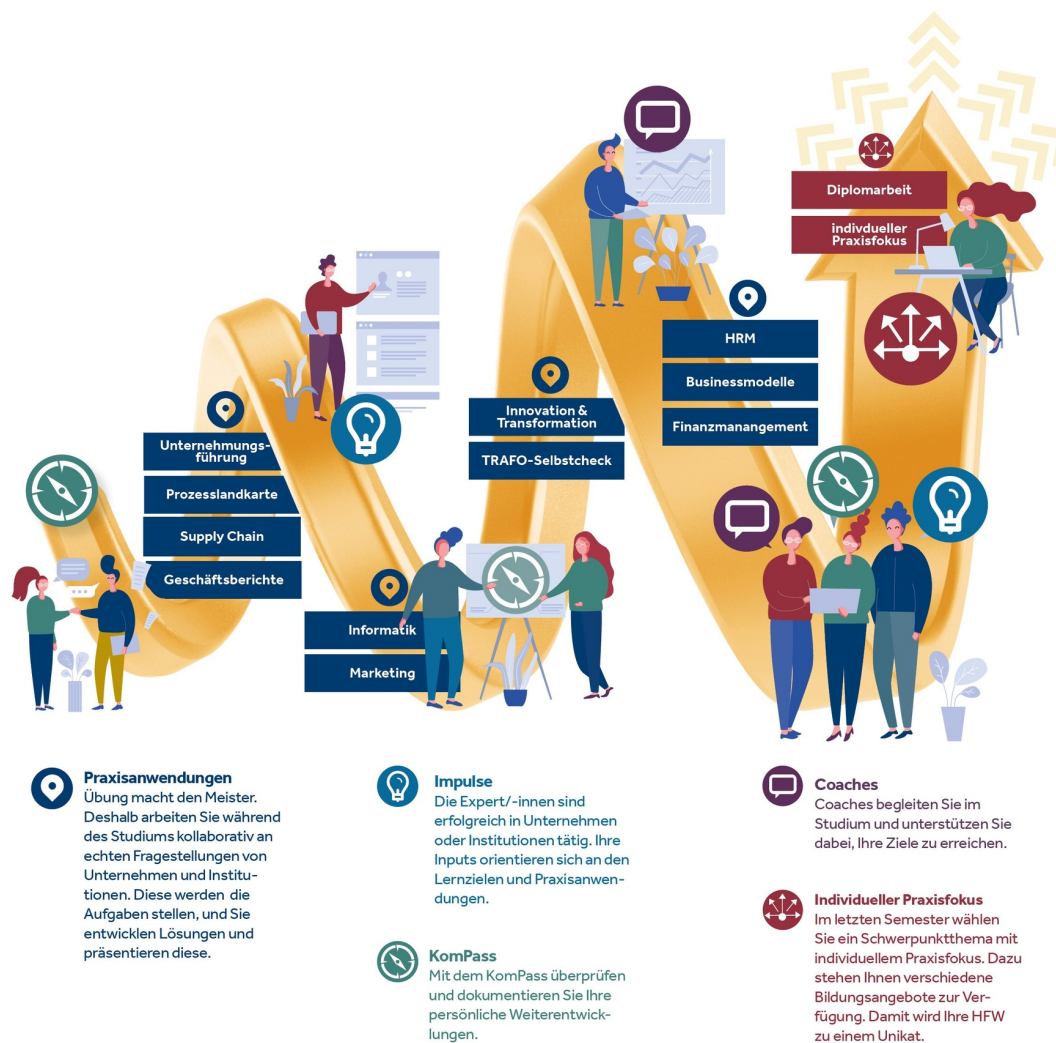 Diplomarbeit
indivdueller
Praxisfokus
HRM
Businessmodelle
Finanzmanangement
Innovation &
Transformation
TRAFO-Selbstcheck
Unternehmungs-
führung
Prozesslandkarte
Supply Chain
Geschäftsberichte
Informatik
Marketing
Praxisanwendungen
Übung macht den Meister.
Deshalb arbeiten Sie während
des Studiums kollaborativ an
echten Fragestellungen von
Unternehmen und Institu-
tionen. Diese werden die
Aufgaben stellen, und Sie
entwicklen Lösungen und
präsentieren diese.
Impulse
Die Expert/-innen sind
erfolgreich in Unternehmen
oder Institutionen tätig. Ihre
Inputs orientieren sich an den
Lernzielen und Praxisanwen-
dungen.
KomPass
Mit dem KomPass überprüfen
und dokumentieren Sie Ihre
persönliche Weiterentwick-
lungen.
Coaches
Coaches begleiten Sie im
Studium und unterstützen Sie
dabei, Ihre Ziele zu erreichen.
Individueller Praxisfokus
Im letzten Semester wählen
Sie ein Schwerpunktthema mit
individuellem Praxisfokus. Dazu
stehen Ihnen verschiedene
Bildungsangebote zur Ver-
fügung. Damit wird Ihre HFW
zu einem Unikat.